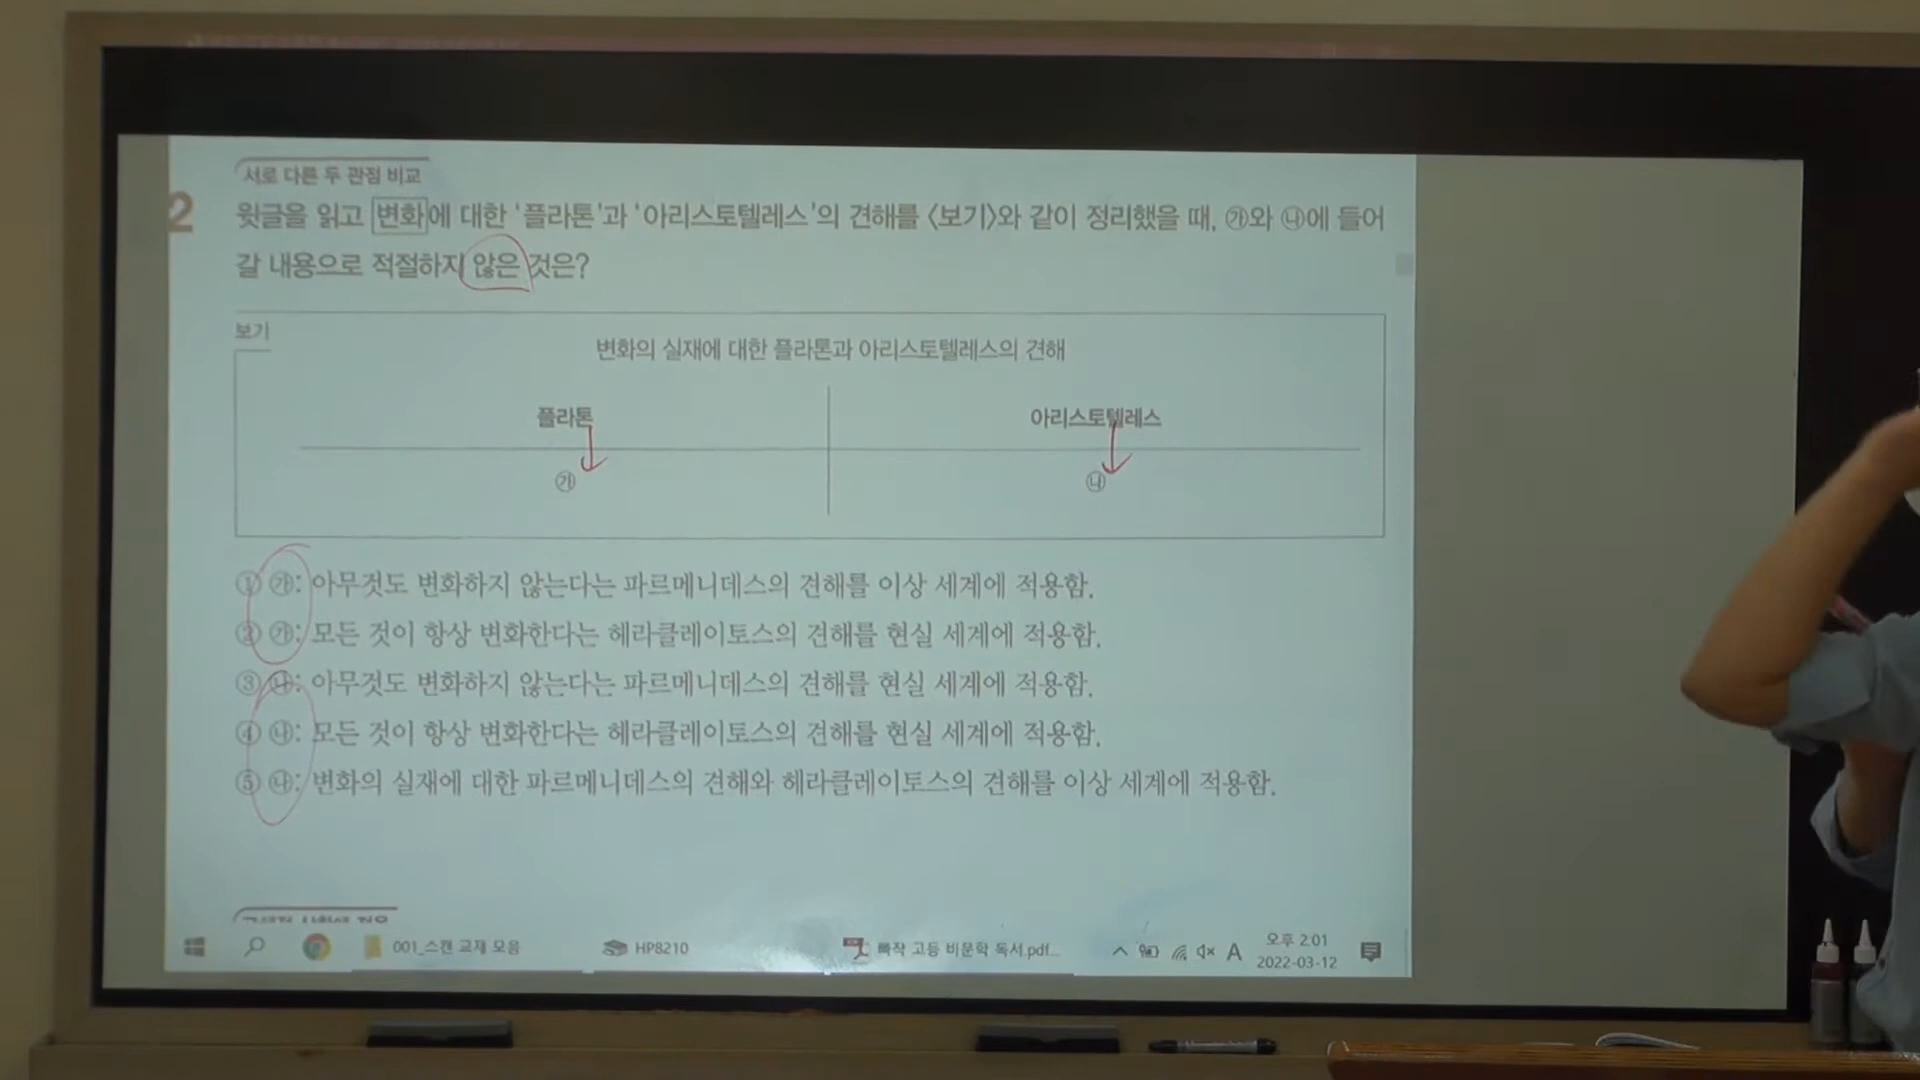 서로 다른 두 관점 비교
2
윗글을 읽고 변화에 대한 '플라톤'과 '아리스토텔레스'의 견해를 〈보기〉와 같이 정리했을 때, ㉮와 ㉯에 들어
갈 내용으로 적절하지 않은 것은?
보기
변화의 실재에 대한 플라톤과 아리스토텔레스의 견해
플라톤 아리스토텔레스
㉮ ㉯
① ㉮: 아무것도 변화하지 않는다는 파르메니데스의 견해를 이상 세계에 적용함.
② ㉮: 모든 것이 항상 변화한다는 헤라클레이토스의 견해를 현실 세계에 적용함.
③ ㉯: 아무것도 변화하지 않는다는 파르메니데스의 견해를 현실 세계에 적용함.
④ ㉯: 모든 것이 항상 변화한다는 헤라클레이토스의 견해를 현실 세계에 적용함.
⑤ ㉯: 변화의 실재에 대한 파르메니데스의 견해와 헤라클레이토스의 견해를 이상 세계에 적용함.
001_스캔 교재 모음 HP8210 빠작 고등 비문학 독서.pdf... A 오후 2:01
2022-03-12